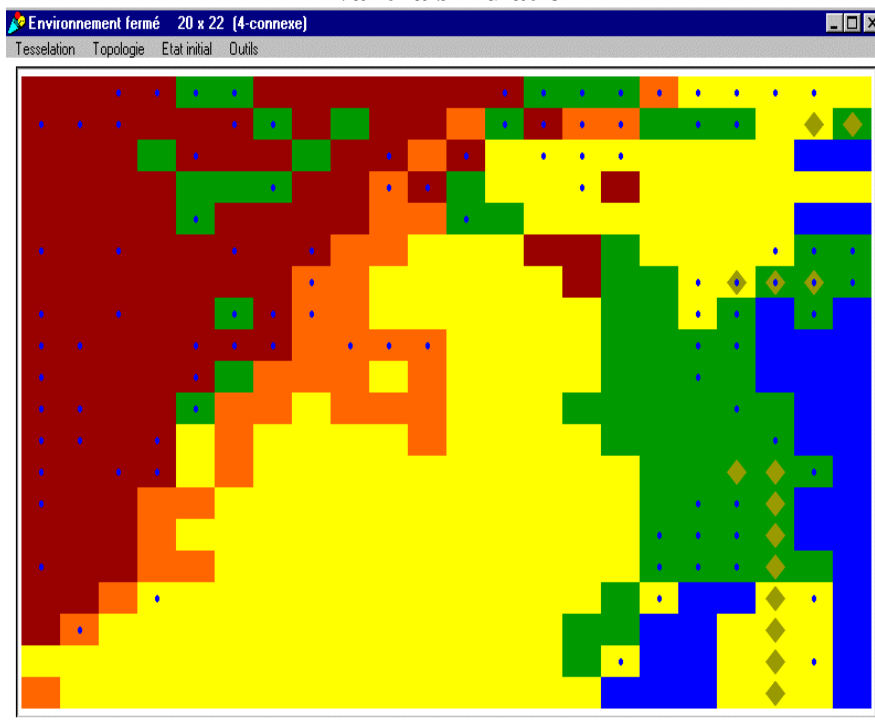 Environnement fermé 20 x 22 (4-connexe)
Tesselation Topologie Etat initial Outils